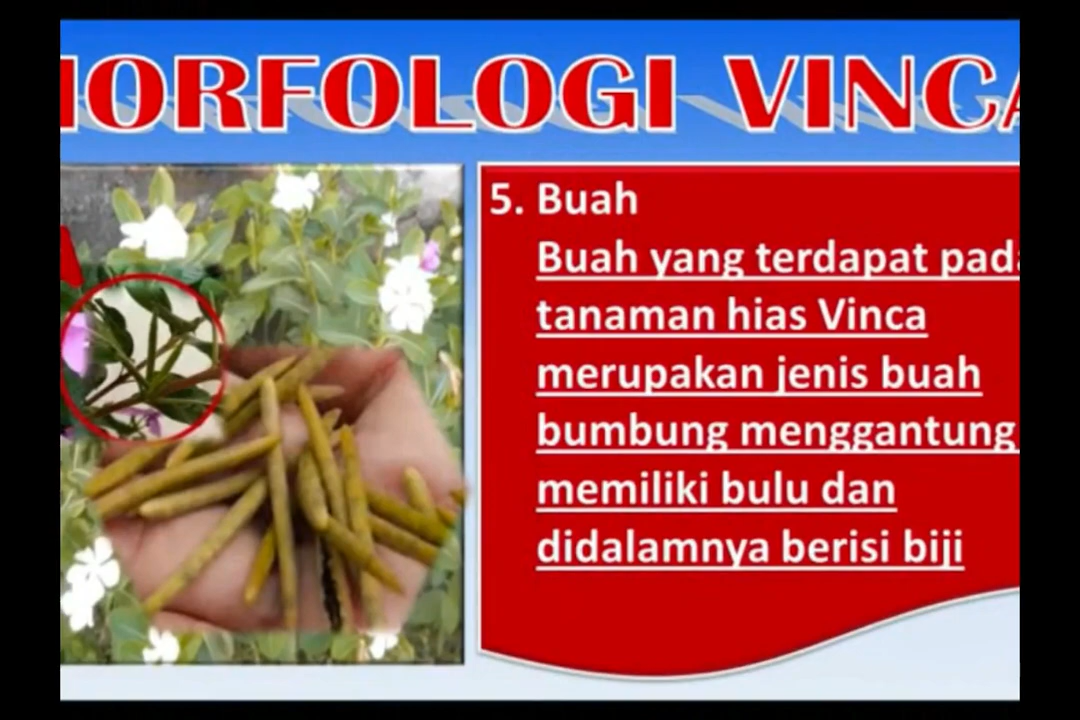 MORFOLOGI VINCA
5. Buah
Buah yang terdapat pada
tanaman hias Vinca
merupakan jenis buah
bumbung menggantung
memiliki bulu dan
didalamnya berisi biji